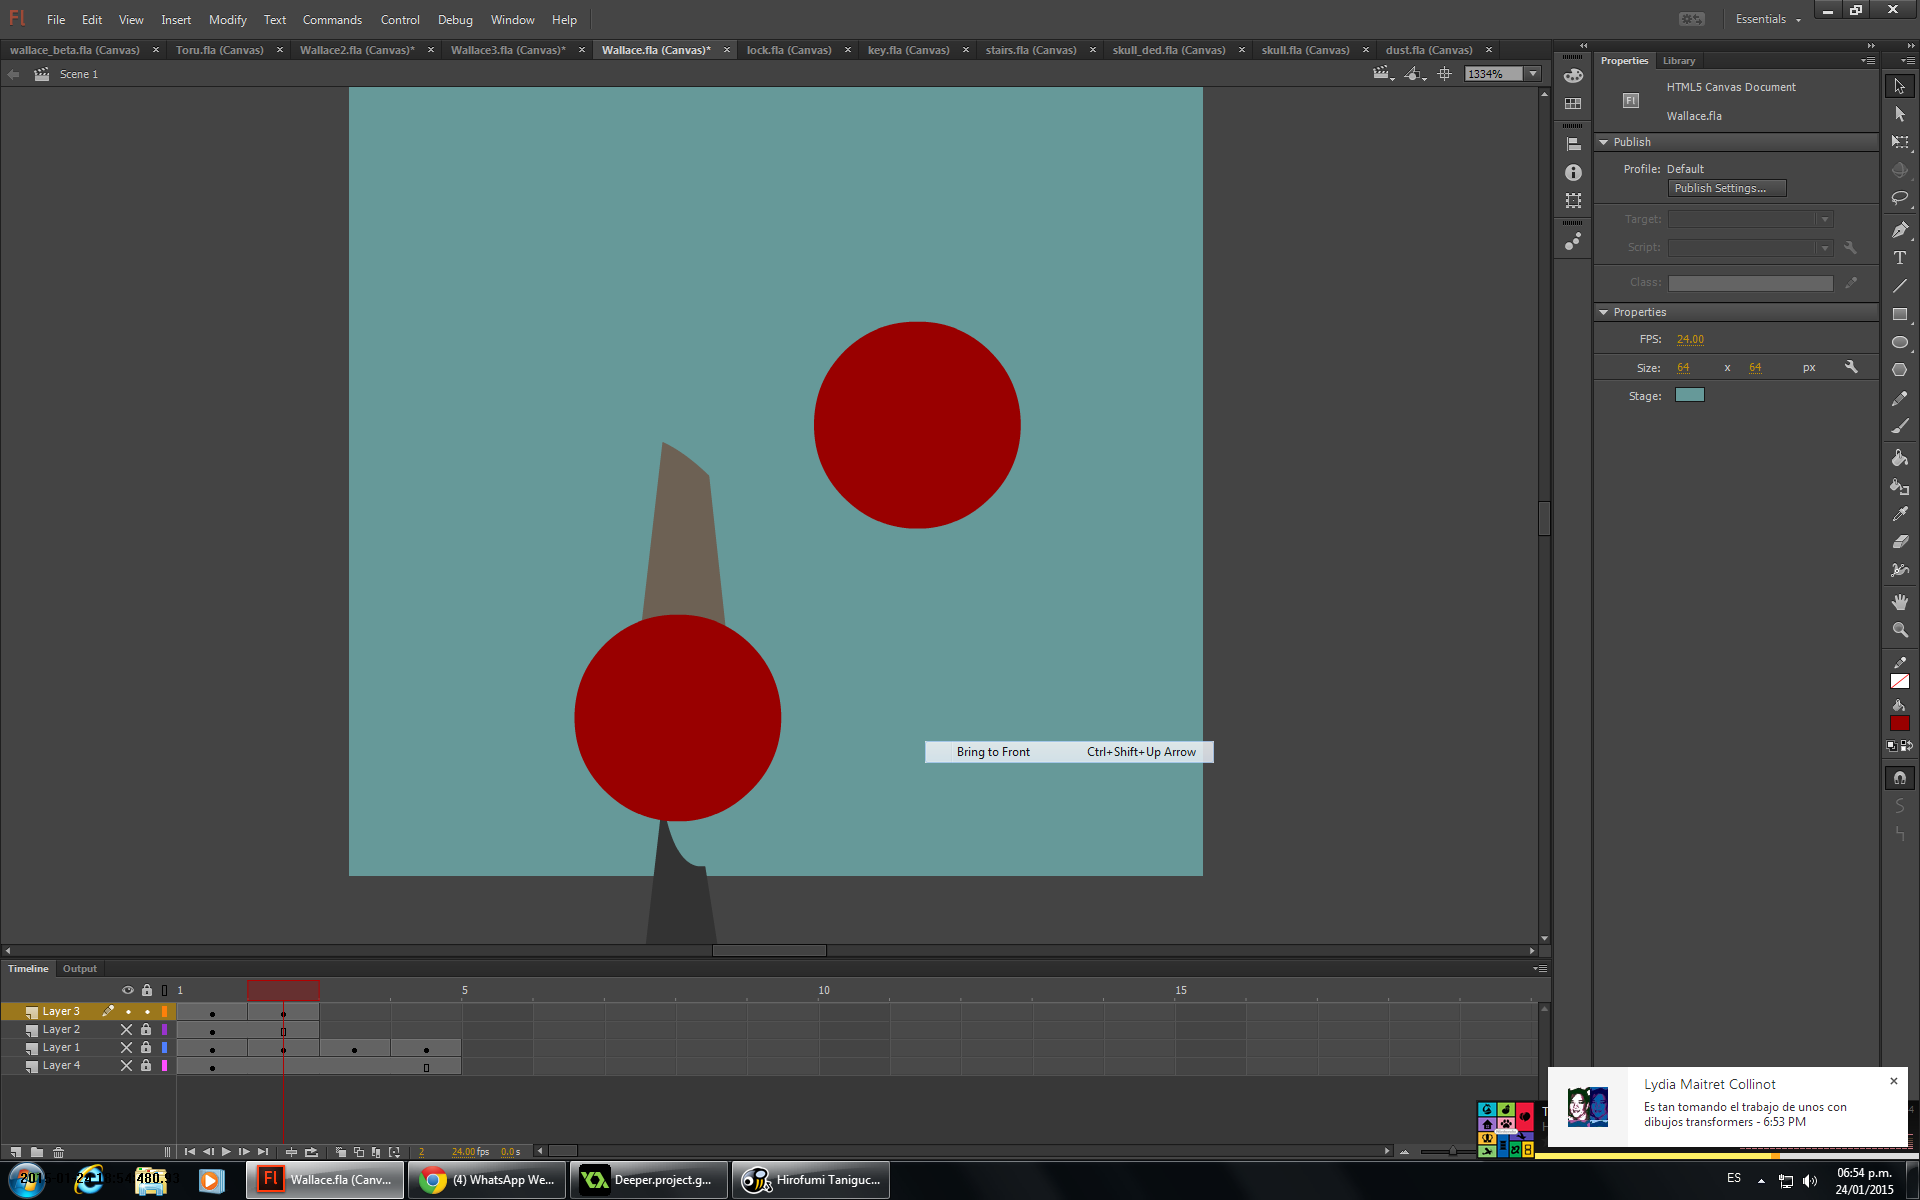 Fl File Edit View Insert Modify Text Commands Control Debug Window Help Essentials
wallace_beta.fla (Canvas) × Toru.fla (Canvas) × Wallace2.fla (Canvas)* × Wallace3.fla (Canvas)* × Wallace.fla (Canvas)* × lock.fla (Canvas) × key.fla (Canvas) × stairs.fla (Canvas) × skull_ded.fla (Canvas) × skull.fla (Canvas) × dust.fla (Canvas) ×
Scene 1 1334%
Properties Library
HTML5 Canvas Document
Fl
Wallace.fla
Publish
Profile: Default
Publish Settings...
Target:
Script:
Class:
Properties
FPS: 24.00
Size: 64 x 64 px
Stage:
Bring to Front Ctrl+Shift+Up Arrow
Timeline Output
1 5 10 15
Layer 3
Layer 2
Layer 1
Layer 4
2 24.00 fps 0.0 s
Lydia Maitret Collinot
Es tan tomando el trabajo de unos con
dibujos transformers - 6:53 PM
Fl Wallace.fla (Canv...
(4) WhatsApp We...
Deeper.project.g...
Hirofumi Taniguc...
ES
06:54 p.m.
24/01/2015